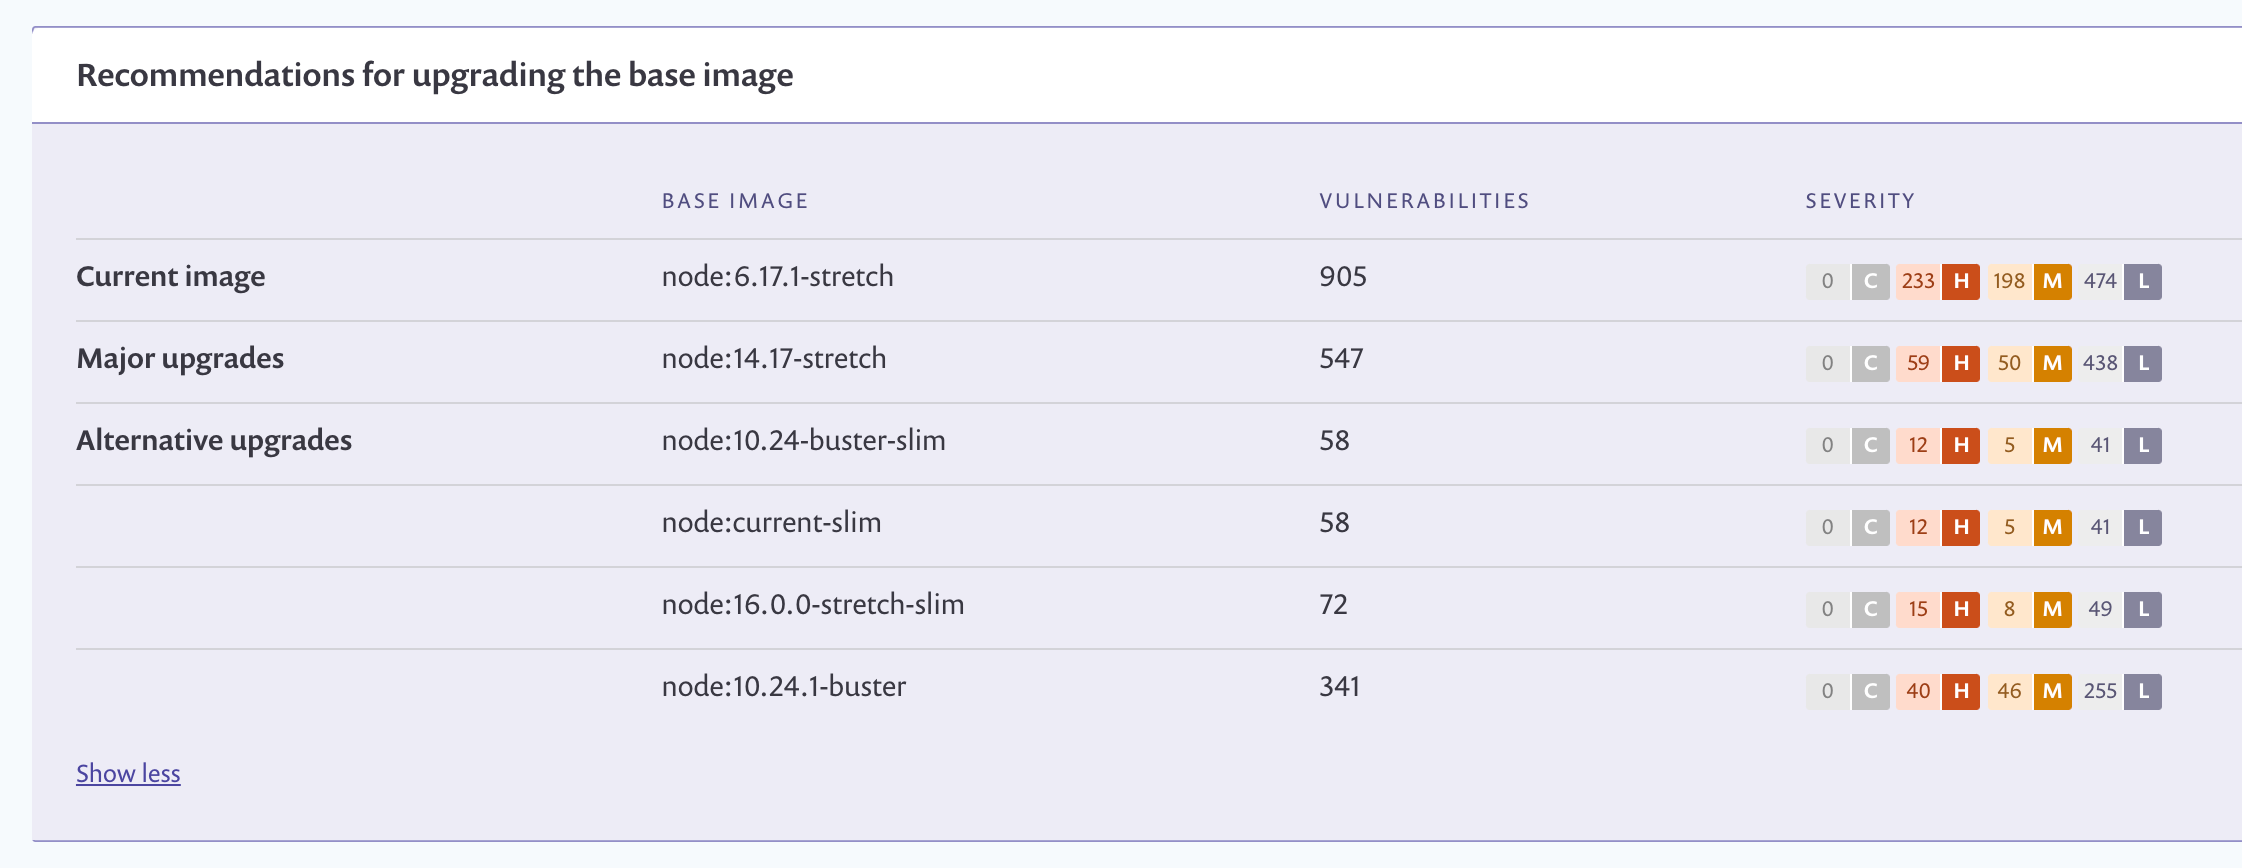 Recommendations for upgrading the base image
BASE IMAGE VULNERABILITIES SEVERITY
Current image node:6.17.1-stretch 905 0 C 233 H 198 M 474 L
Major upgrades node:14.17-stretch 547 0 C 59 H 50 M 438 L
Alternative upgrades node:10.24-buster-slim 58 0 C 12 H 5 M 41 L
node:current-slim 58 0 C 12 H 5 M 41 L
node:16.0.0-stretch-slim 72 0 C 15 H 8 M 49 L
node:10.24.1-buster 341 0 C 40 H 46 M 255 L
Show less